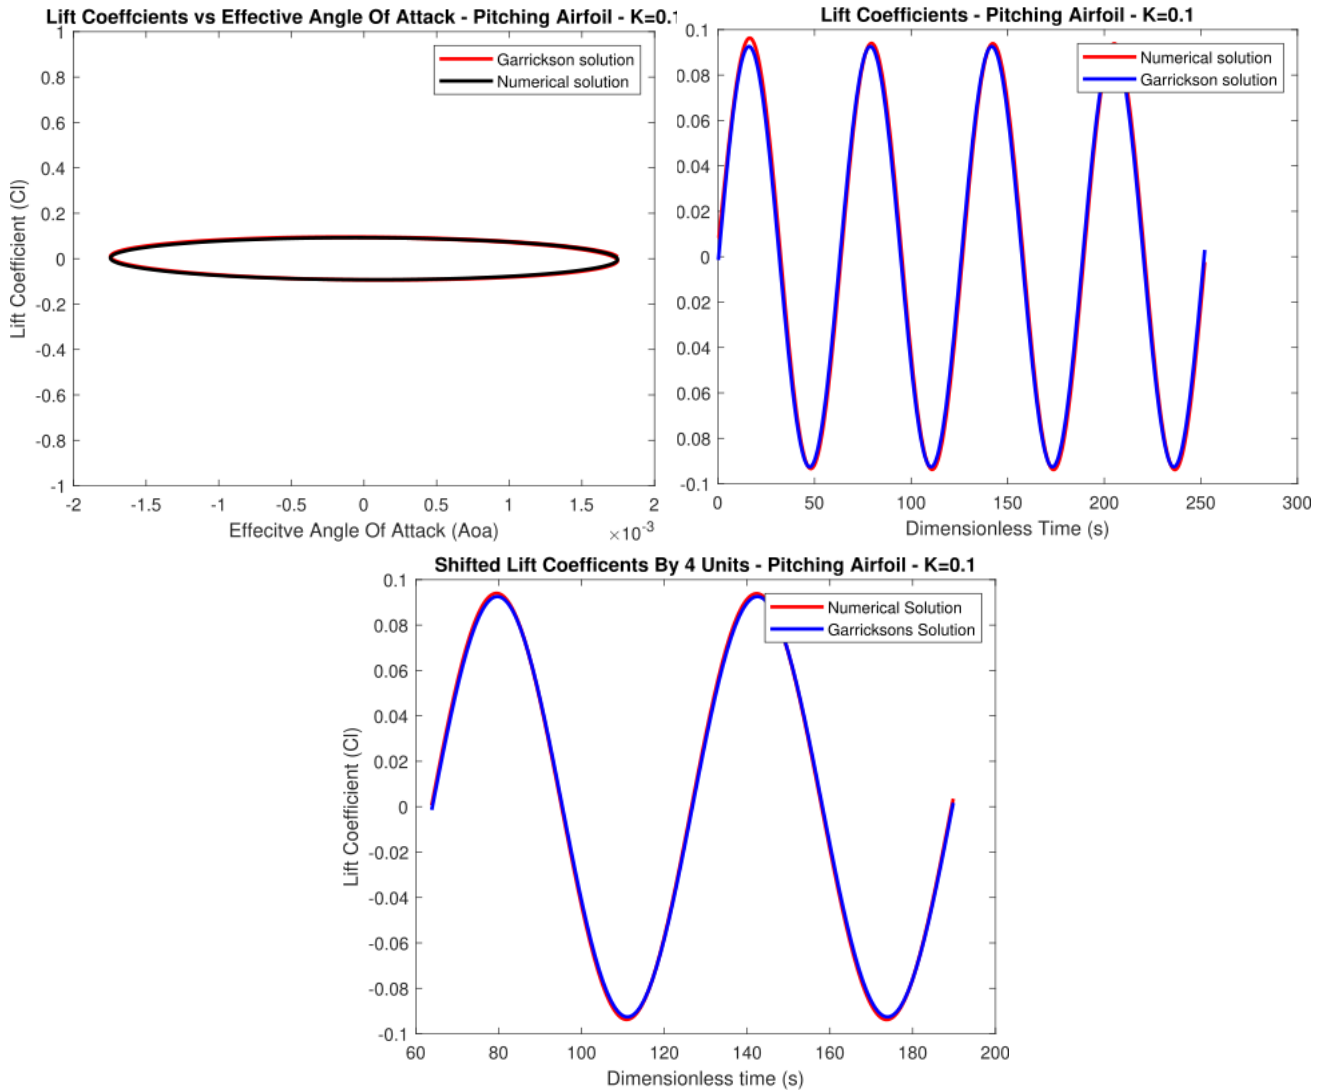 Lift Coeffcients vs Effective Angle Of Attack - Pitching Airfoil - K=0.1
Garrickson solution
Numerical solution
Lift Coefficient (Cl)
1
0.8
0.6
0.4
0.2
0
-0.2
-0.4
-0.6
-0.8
-1
-2 -1.5 -1 -0.5 0 0.5 1 1.5 2
Effecitve Angle Of Attack (Aoa)
×10-3
Lift Coefficients - Pitching Airfoil - K=0.1
Numerical solution
Garrickson solution
0.1
0.08
0.06
0.04
0.02
0
0.02
0.04
0.06
0.08
-0.1
0 50 100 150 200 250 300
Dimensionless Time (s)
Shifted Lift Coefficents By 4 Units - Pitching Airfoil - K=0.1
Numerical Solution
Garricksons Solution
Lift Coefficient (Cl)
0.1
0.08
0.06
0.04
0.02
0
-0.02
-0.04
-0.06
-0.08
-0.1
60 80 100 120 140 160 180 200
Dimensionless time (s)